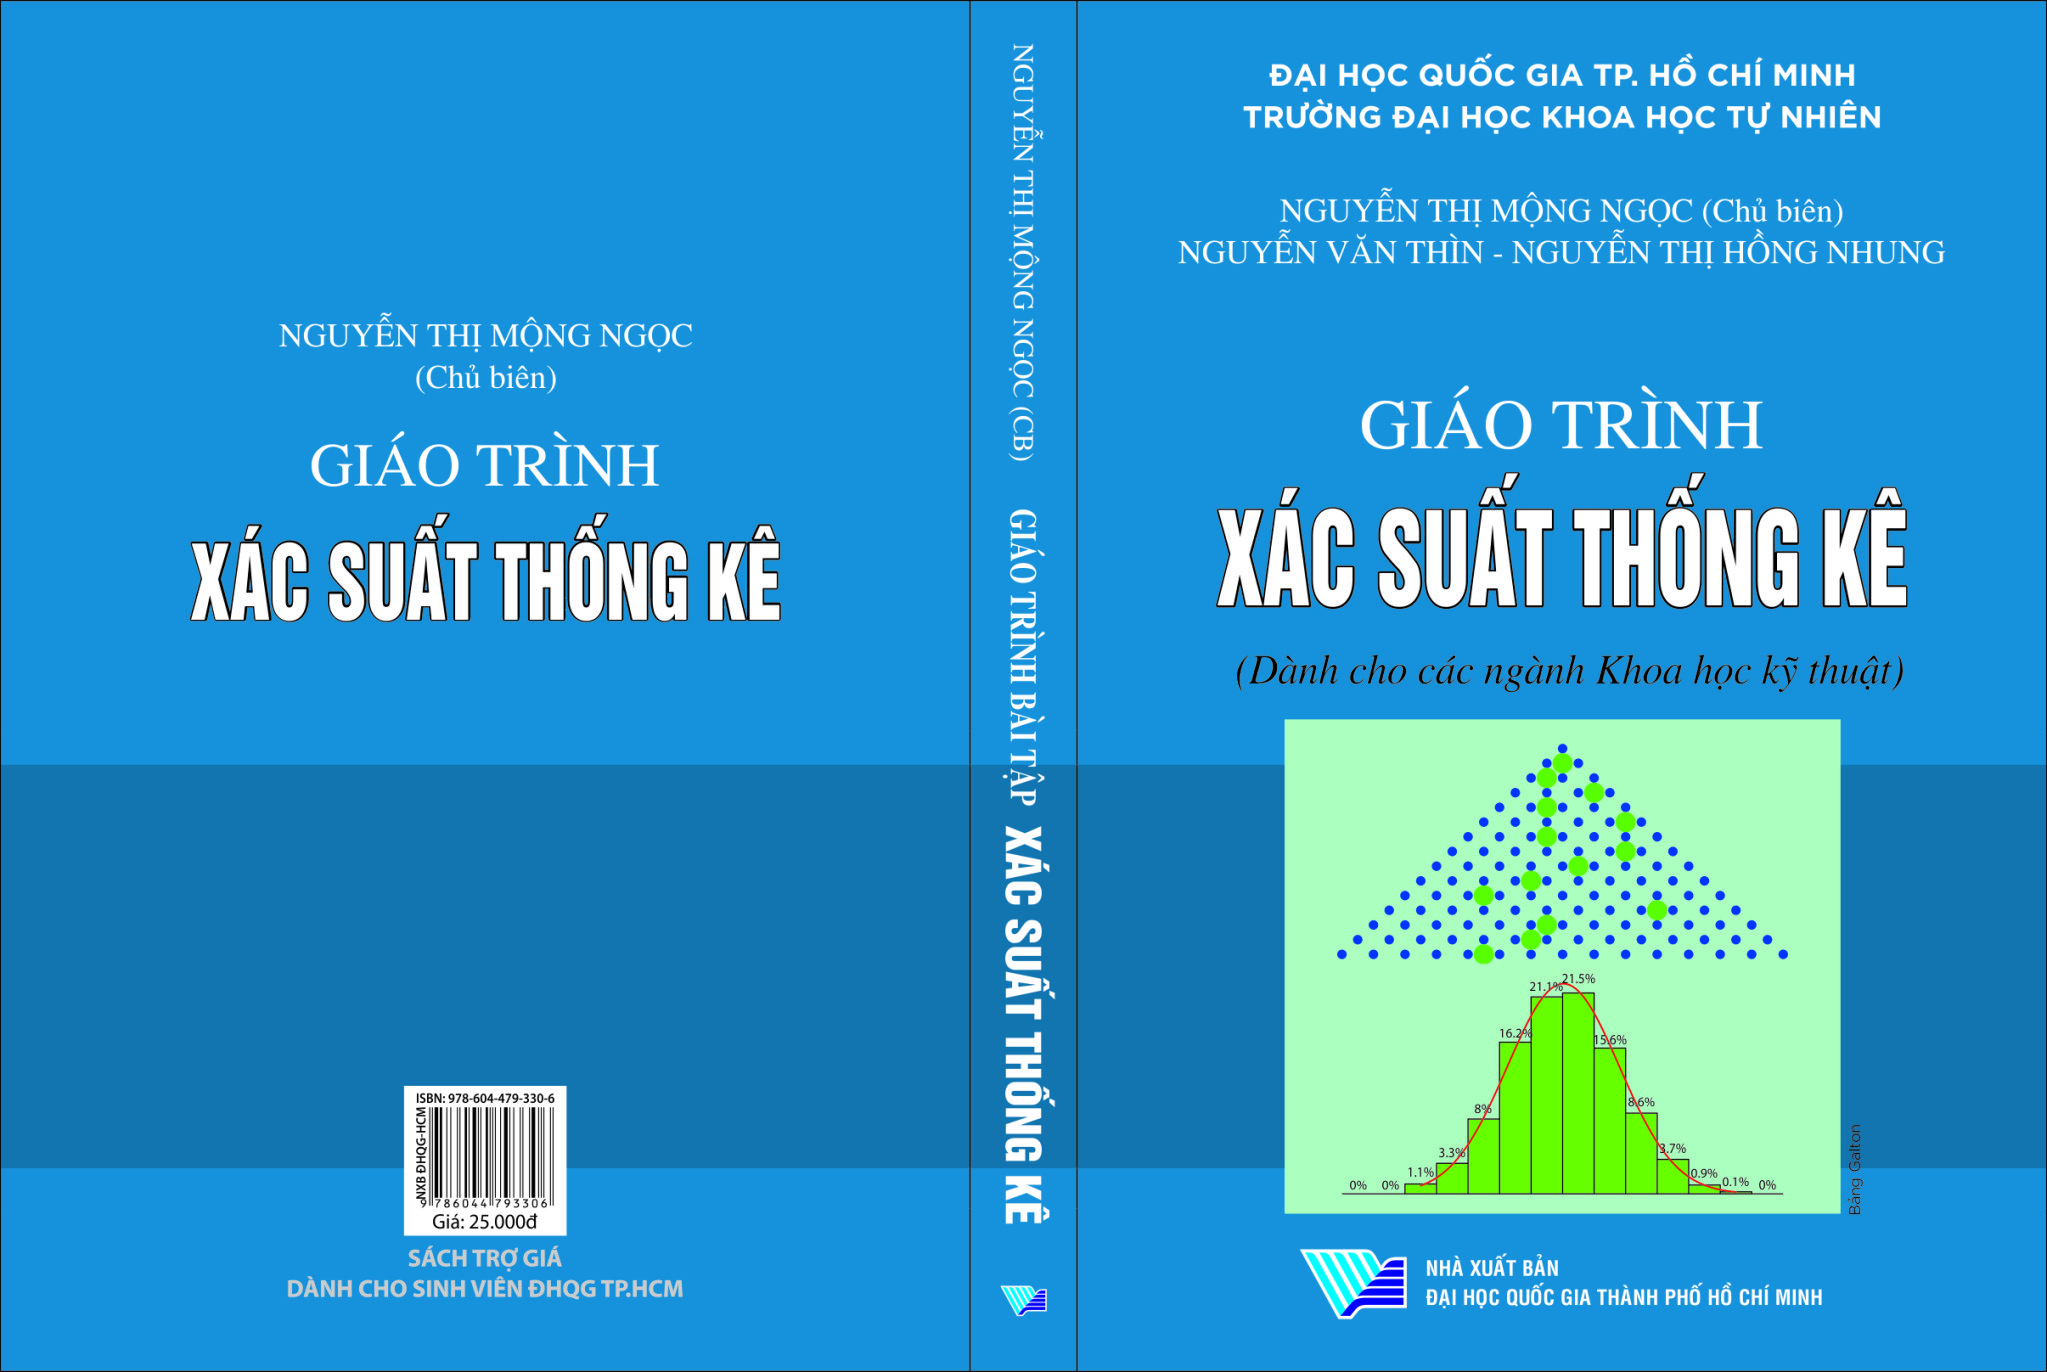 NGUYỄN THỊ MỘNG NGỌC
(Chủ biên)
GIÁO TRÌNH
XÁC SUẤT THỐNG KÊ
ISBN: 978-604-479-330-6
NXB ĐHQG-HCM
9 786044 793306
Giá: 25.000đ
SÁCH TRỢ GIÁ
DÀNH CHO SINH VIÊN ĐHQG TP.HCM
NGUYỄN THỊ MỘNG NGỌC (CB) GIÁO TRÌNH BÀI TẬP XÁC SUẤT THỐNG KÊ
ĐẠI HỌC QUỐC GIA TP. HỒ CHÍ MINH
TRƯỜNG ĐẠI HỌC KHOA HỌC TỰ NHIÊN
NGUYỄN THỊ MỘNG NGỌC (Chủ biên)
NGUYỄN VĂN THÌN - NGUYỄN THỊ HỒNG NHUNG
GIÁO TRÌNH
XÁC SUẤT THỐNG KÊ
(Dành cho các ngành Khoa học kỹ thuật)
0% 0% 1.1% 3.3% 8% 16.2% 21.1% 21.5% 15.6% 8.6% 3.7% 0.9% 0.1% 0%
Bảng Galton
NHÀ XUẤT BẢN
ĐẠI HỌC QUỐC GIA THÀNH PHỐ HỒ CHÍ MINH